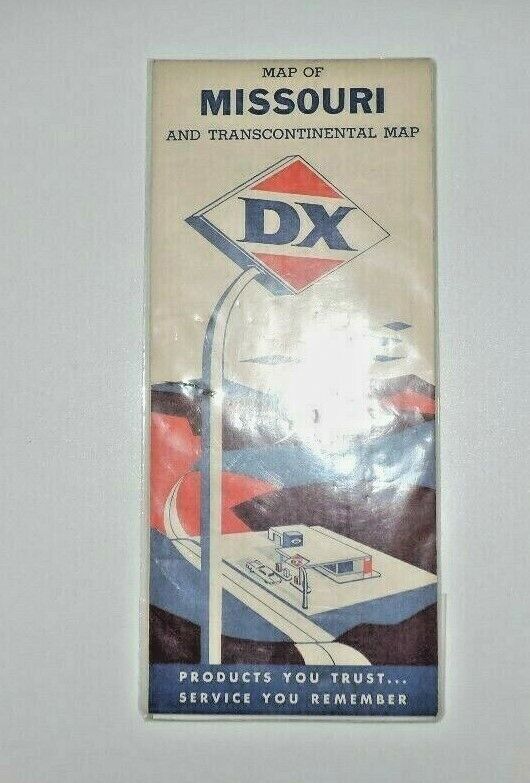 MAP OF
MISSOURI
AND TRANSCONTINENTAL MAP
DX
PRODUCTS YOU TRUST...
SERVICE YOU REMEMBER